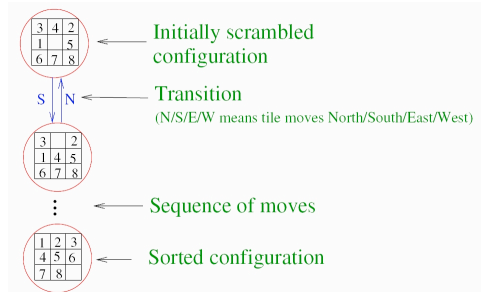 3 4 2
1 5
6 7 8
Initially scrambled
configuration
S N
Transition
(N/S/E/W means tile moves North/South/East/West)
3 2
1 4 5
6 7 8
Sequence of moves
1 2 3
4 5 6
7 8
Sorted configuration